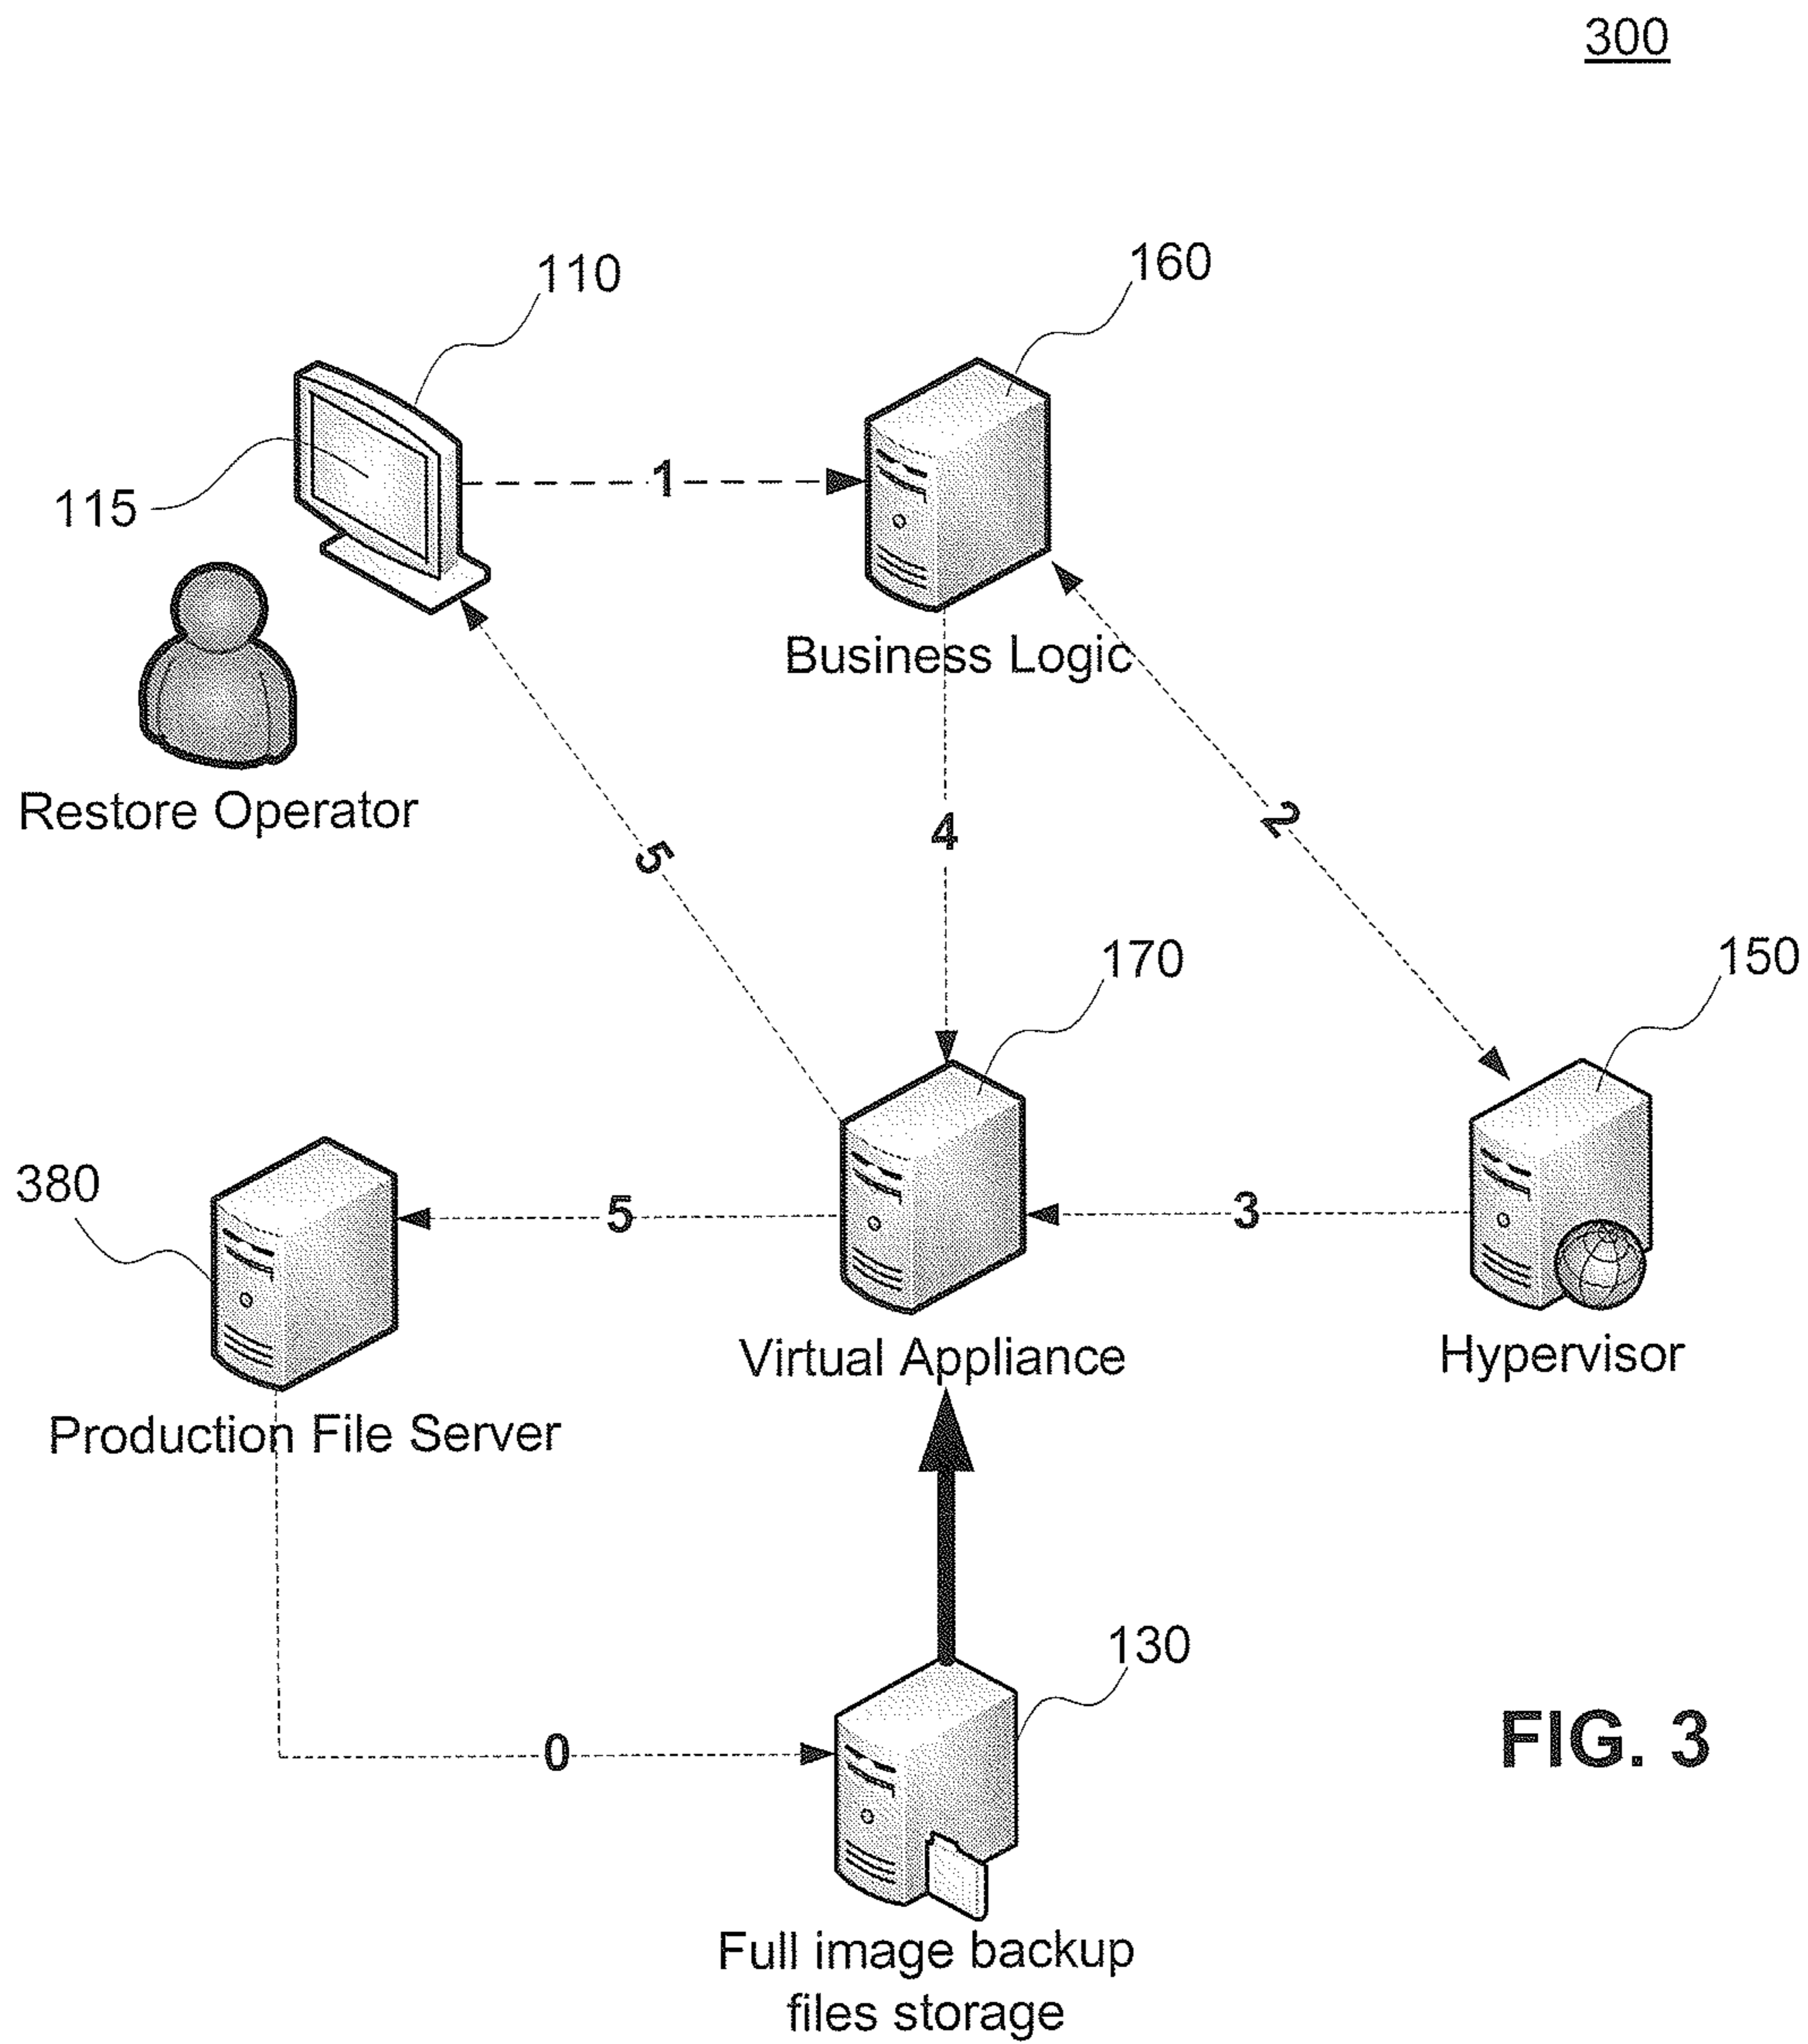 300
110
160
115
1
Business Logic
Restore Operator
2
4
5
170
150
380
5
3
Virtual Appliance
Hypervisor
Production File Server
130
0
FIG. 3
Full image backup
files storage